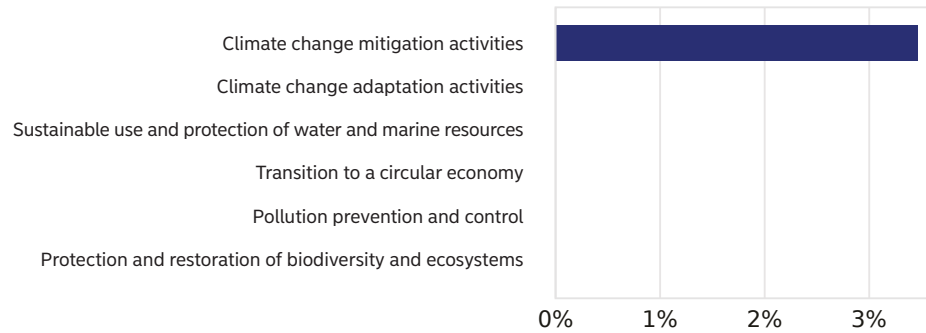 Climate change mitigation activities
Climate change adaptation activities
Sustainable use and protection of water and marine resources
Transition to a circular economy
Pollution prevention and control
Protection and restoration of biodiversity and ecosystems
0% 1% 2% 3%